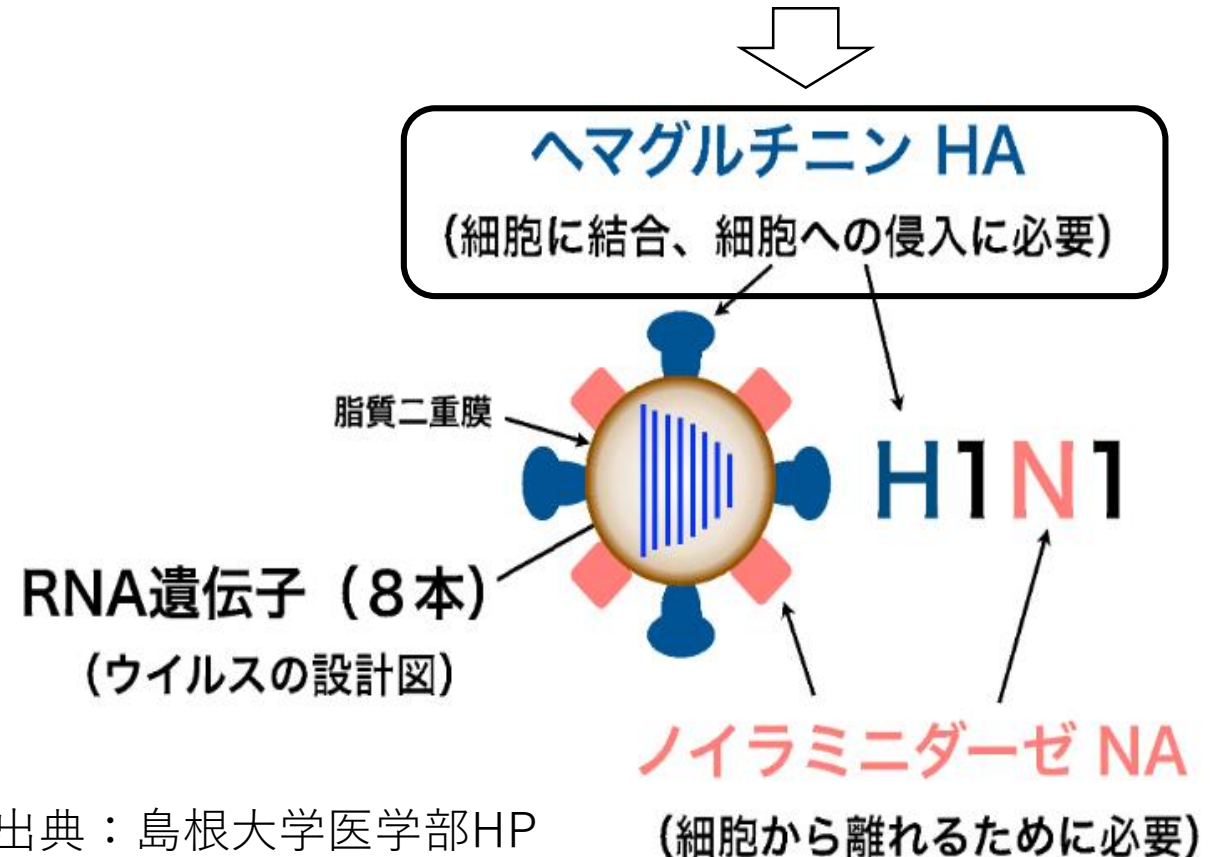 ヘマグルチニン HA
（細胞に結合、細胞への侵入に必要）
脂質二重膜
H1N1
RNA遺伝子（８本）
（ウイルスの設計図）
ノイラミニダーゼ NA
（細胞から離れるために必要）
出典：島根大学医学部HP